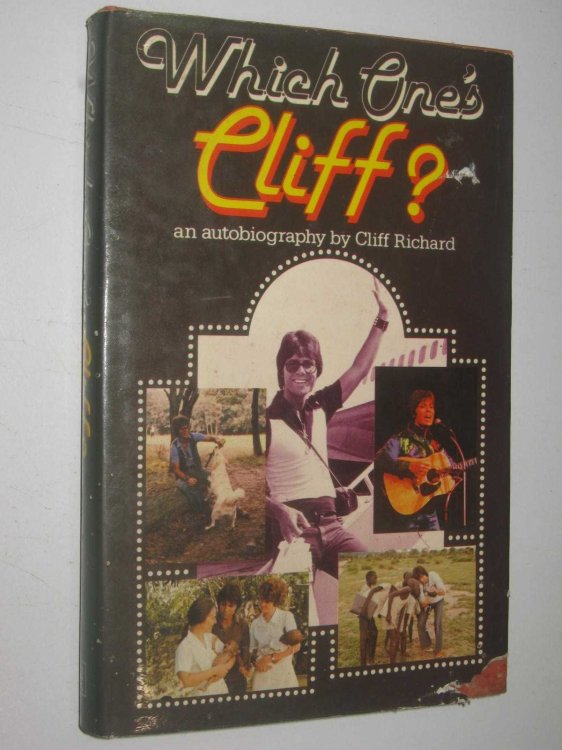 Which One's
Cliff?
an autobiography by Cliff Richard